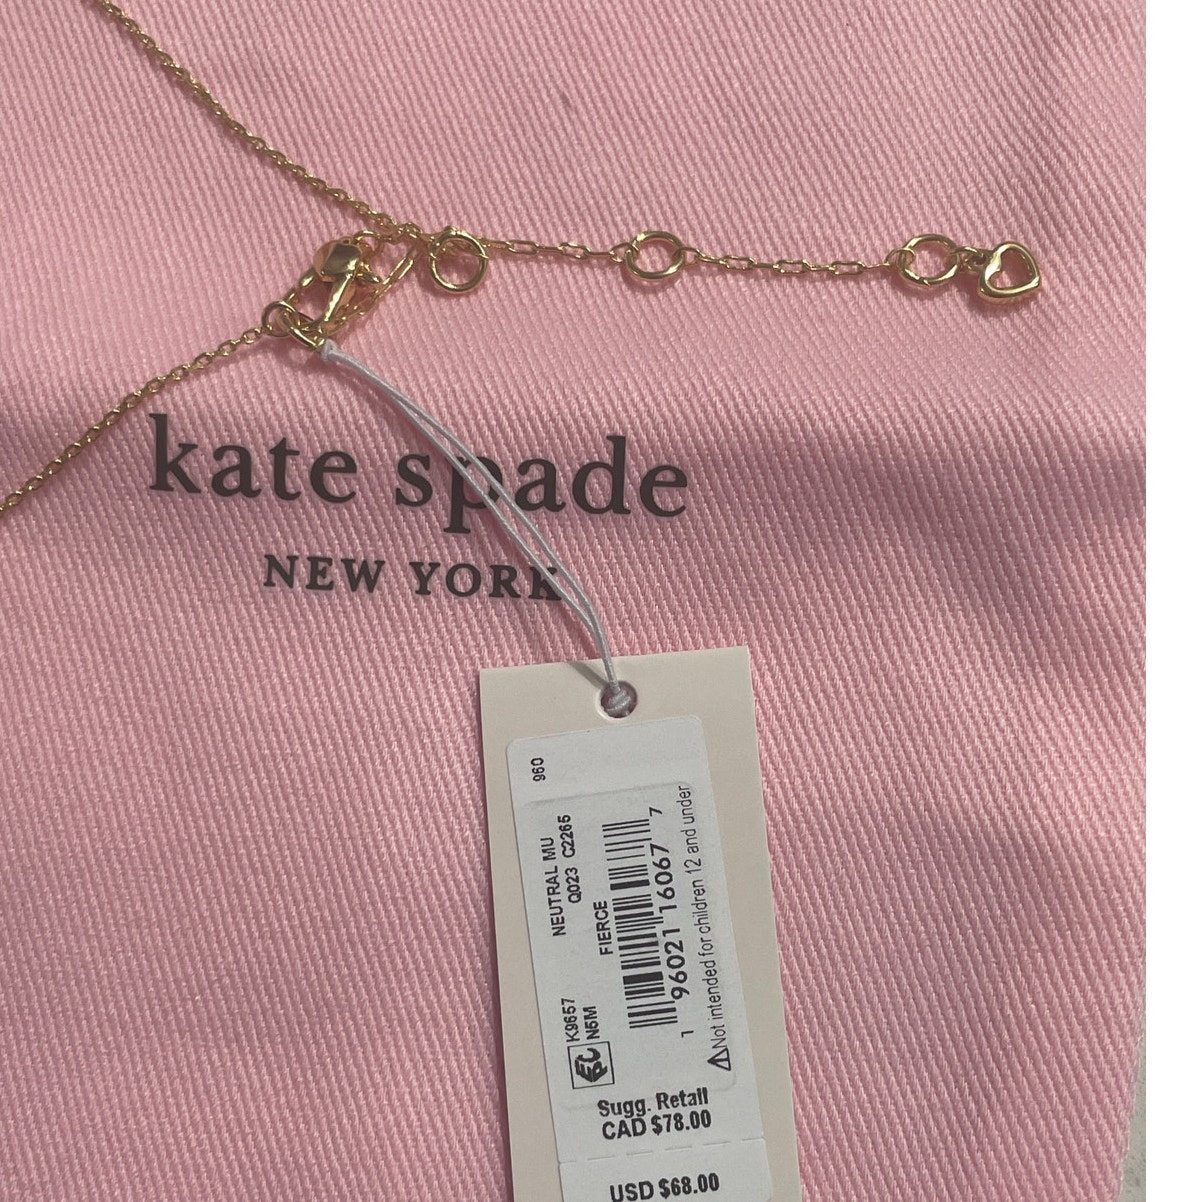 kate spade
NEW YORK
960
NEUTRAL MU
Q023 C2265
K9657
N5M
FIERCE
1 96021 16067 7
⚠Not intended for children 12 and under
Sugg. Retail
CAD $78.00
USD $68.00